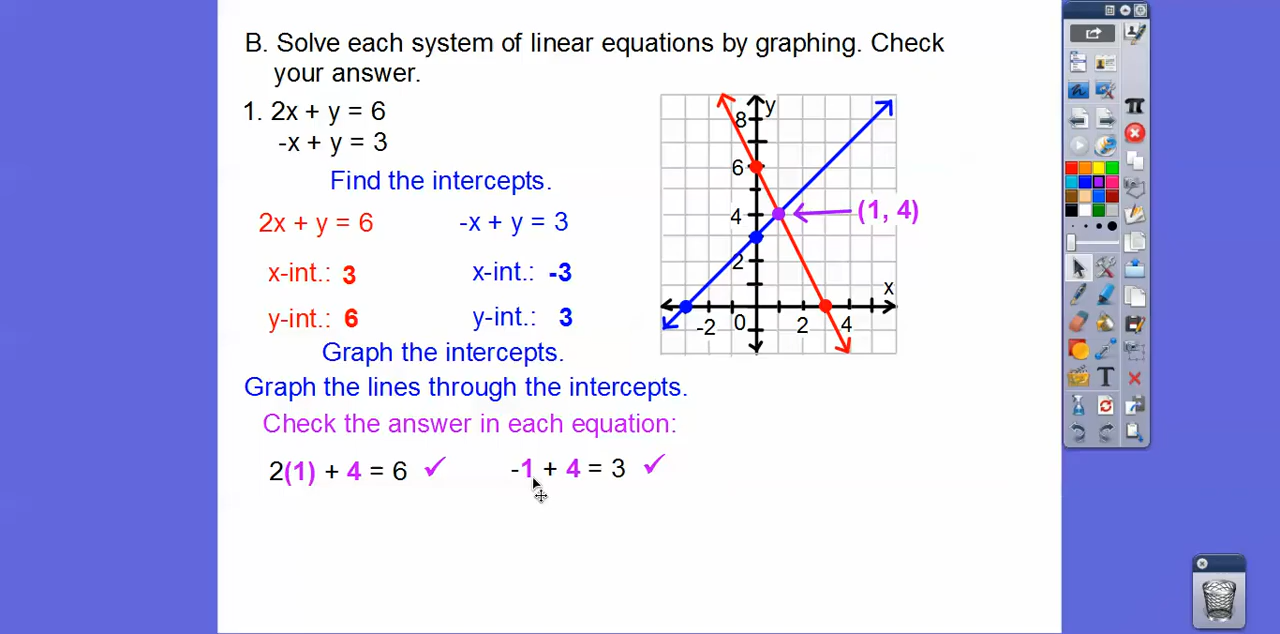 B. Solve each system of linear equations by graphing. Check
your answer.
1. 2x + y = 6
-x + y = 3
Find the intercepts.
2x + y = 6
-x + y = 3
x-int.: 3
x-int.: -3
y-int.: 6
y-int.: 3
Graph the intercepts.
Graph the lines through the intercepts.
Check the answer in each equation:
2(1) + 4 = 6 ✓
-1 + 4 = 3 ✓
y
8
6
4
2
(1, 4)
x
-2
0
2
4
π
T